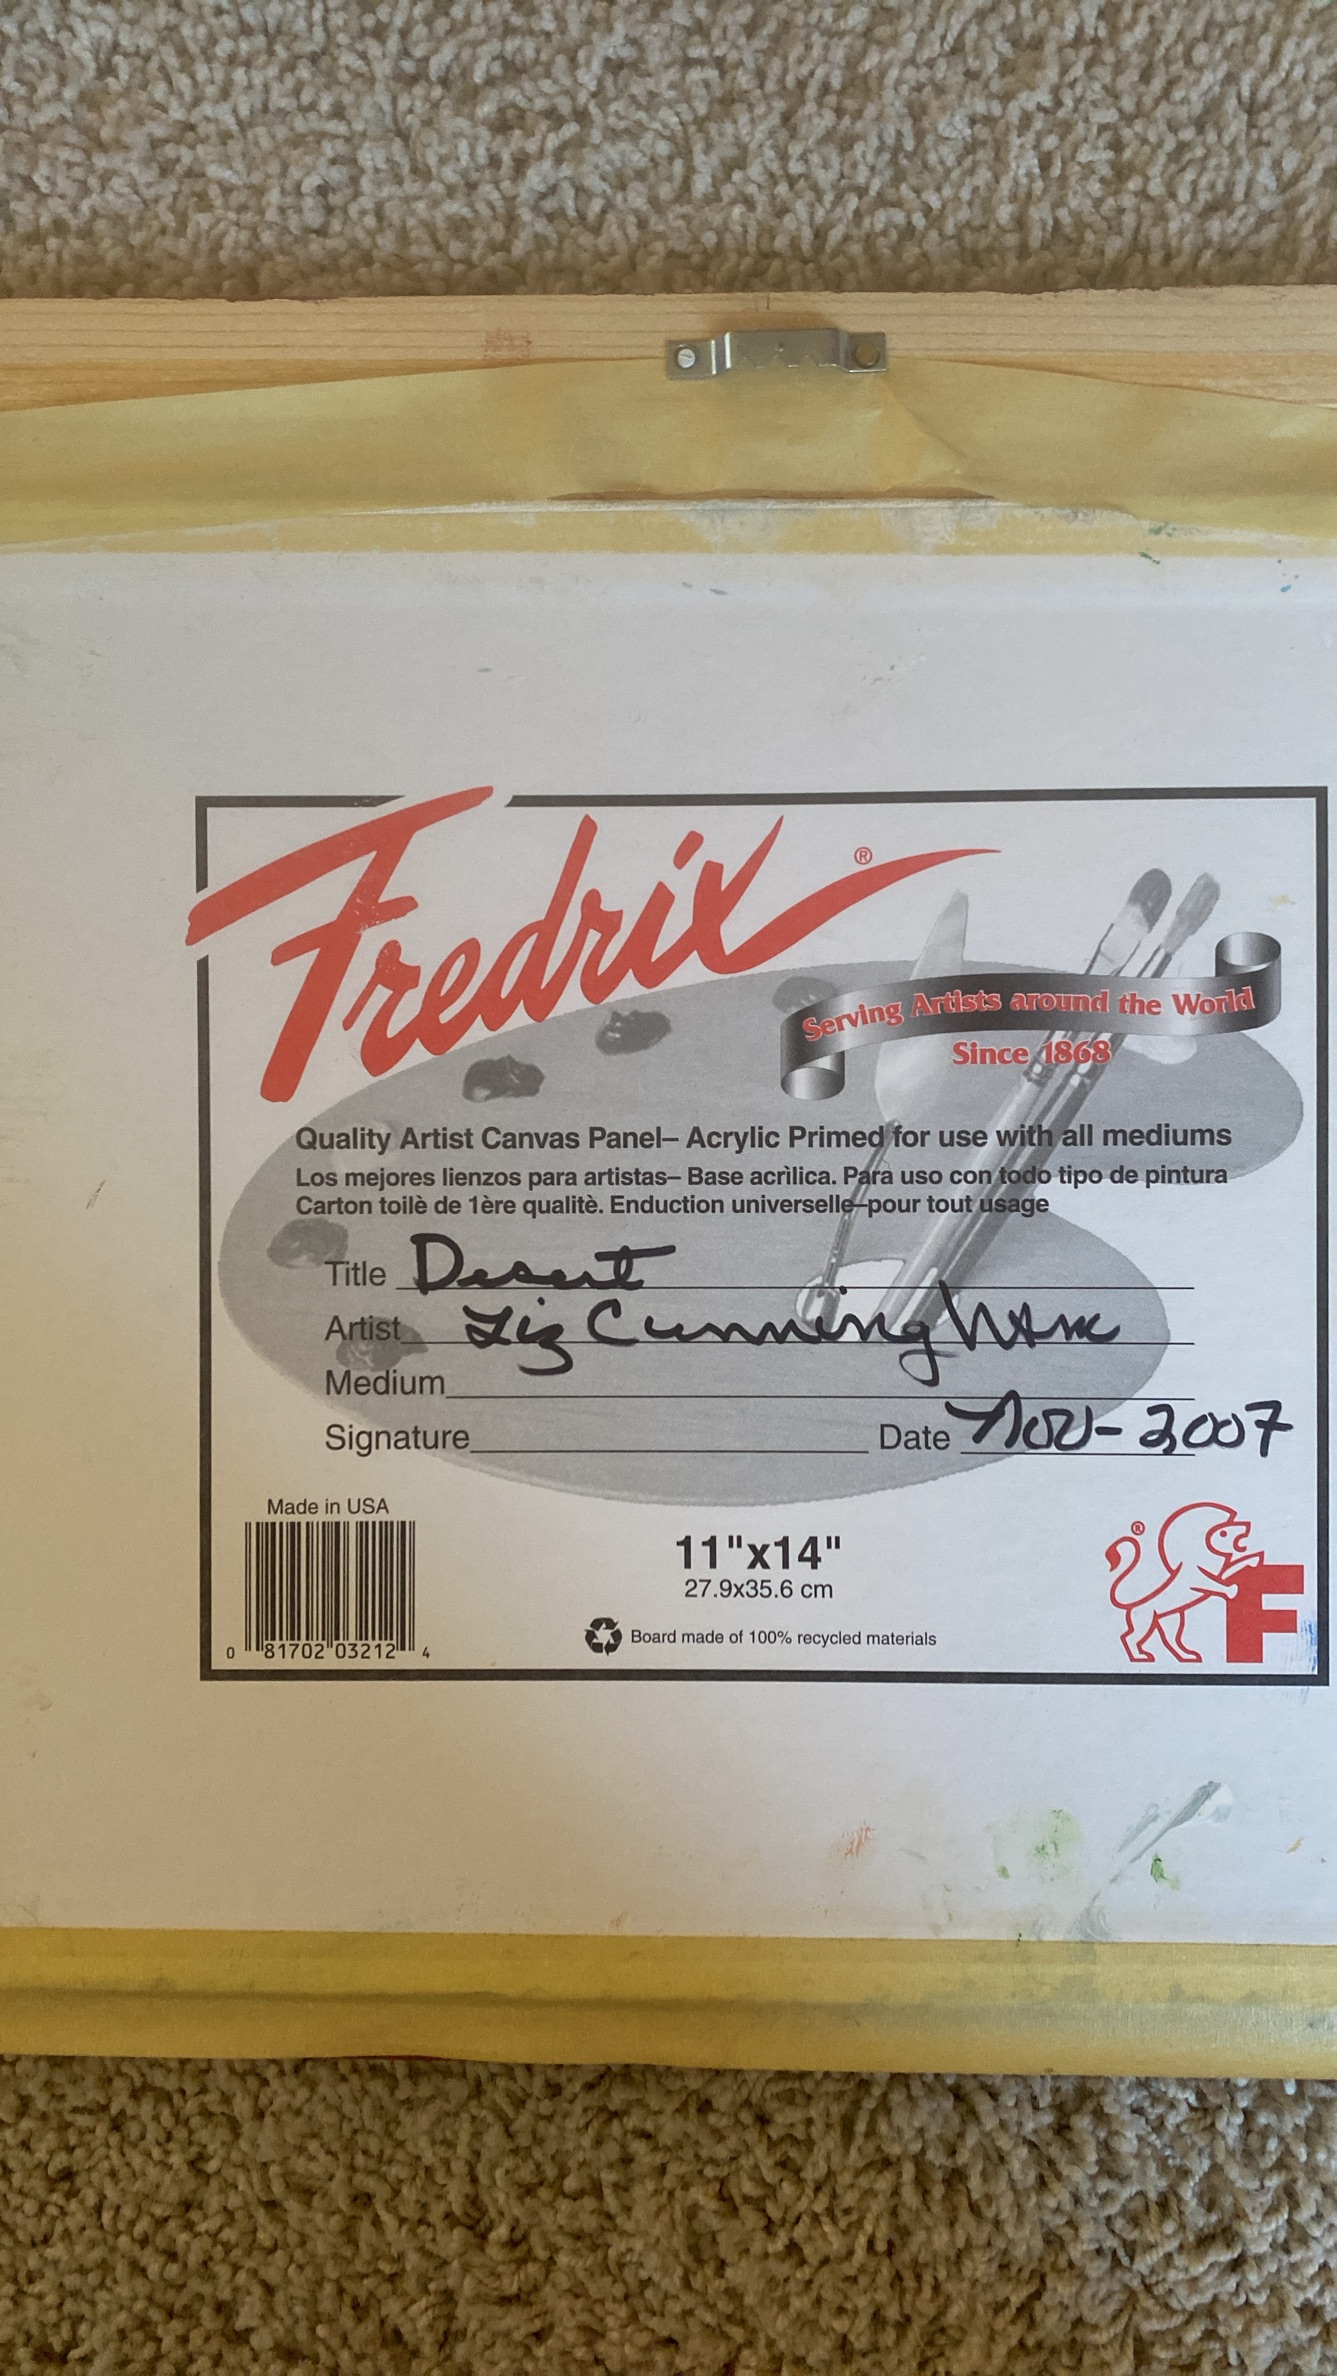 Fredrix®
Serving Artists around the World
Since 1868
Quality Artist Canvas Panel– Acrylic Primed for use with all mediums
Los mejores lienzos para artistas– Base acrìlica. Para uso con todo tipo de pintura
Carton toilè de 1ère qualitè. Enduction universelle–pour tout usage
Title Desert
Artist Liz Cunningham
Medium
Signature Date Nov-2007
Made in USA
0 81702 03212 4
11"x14"
27.9x35.6 cm
Board made of 100% recycled materials
® F